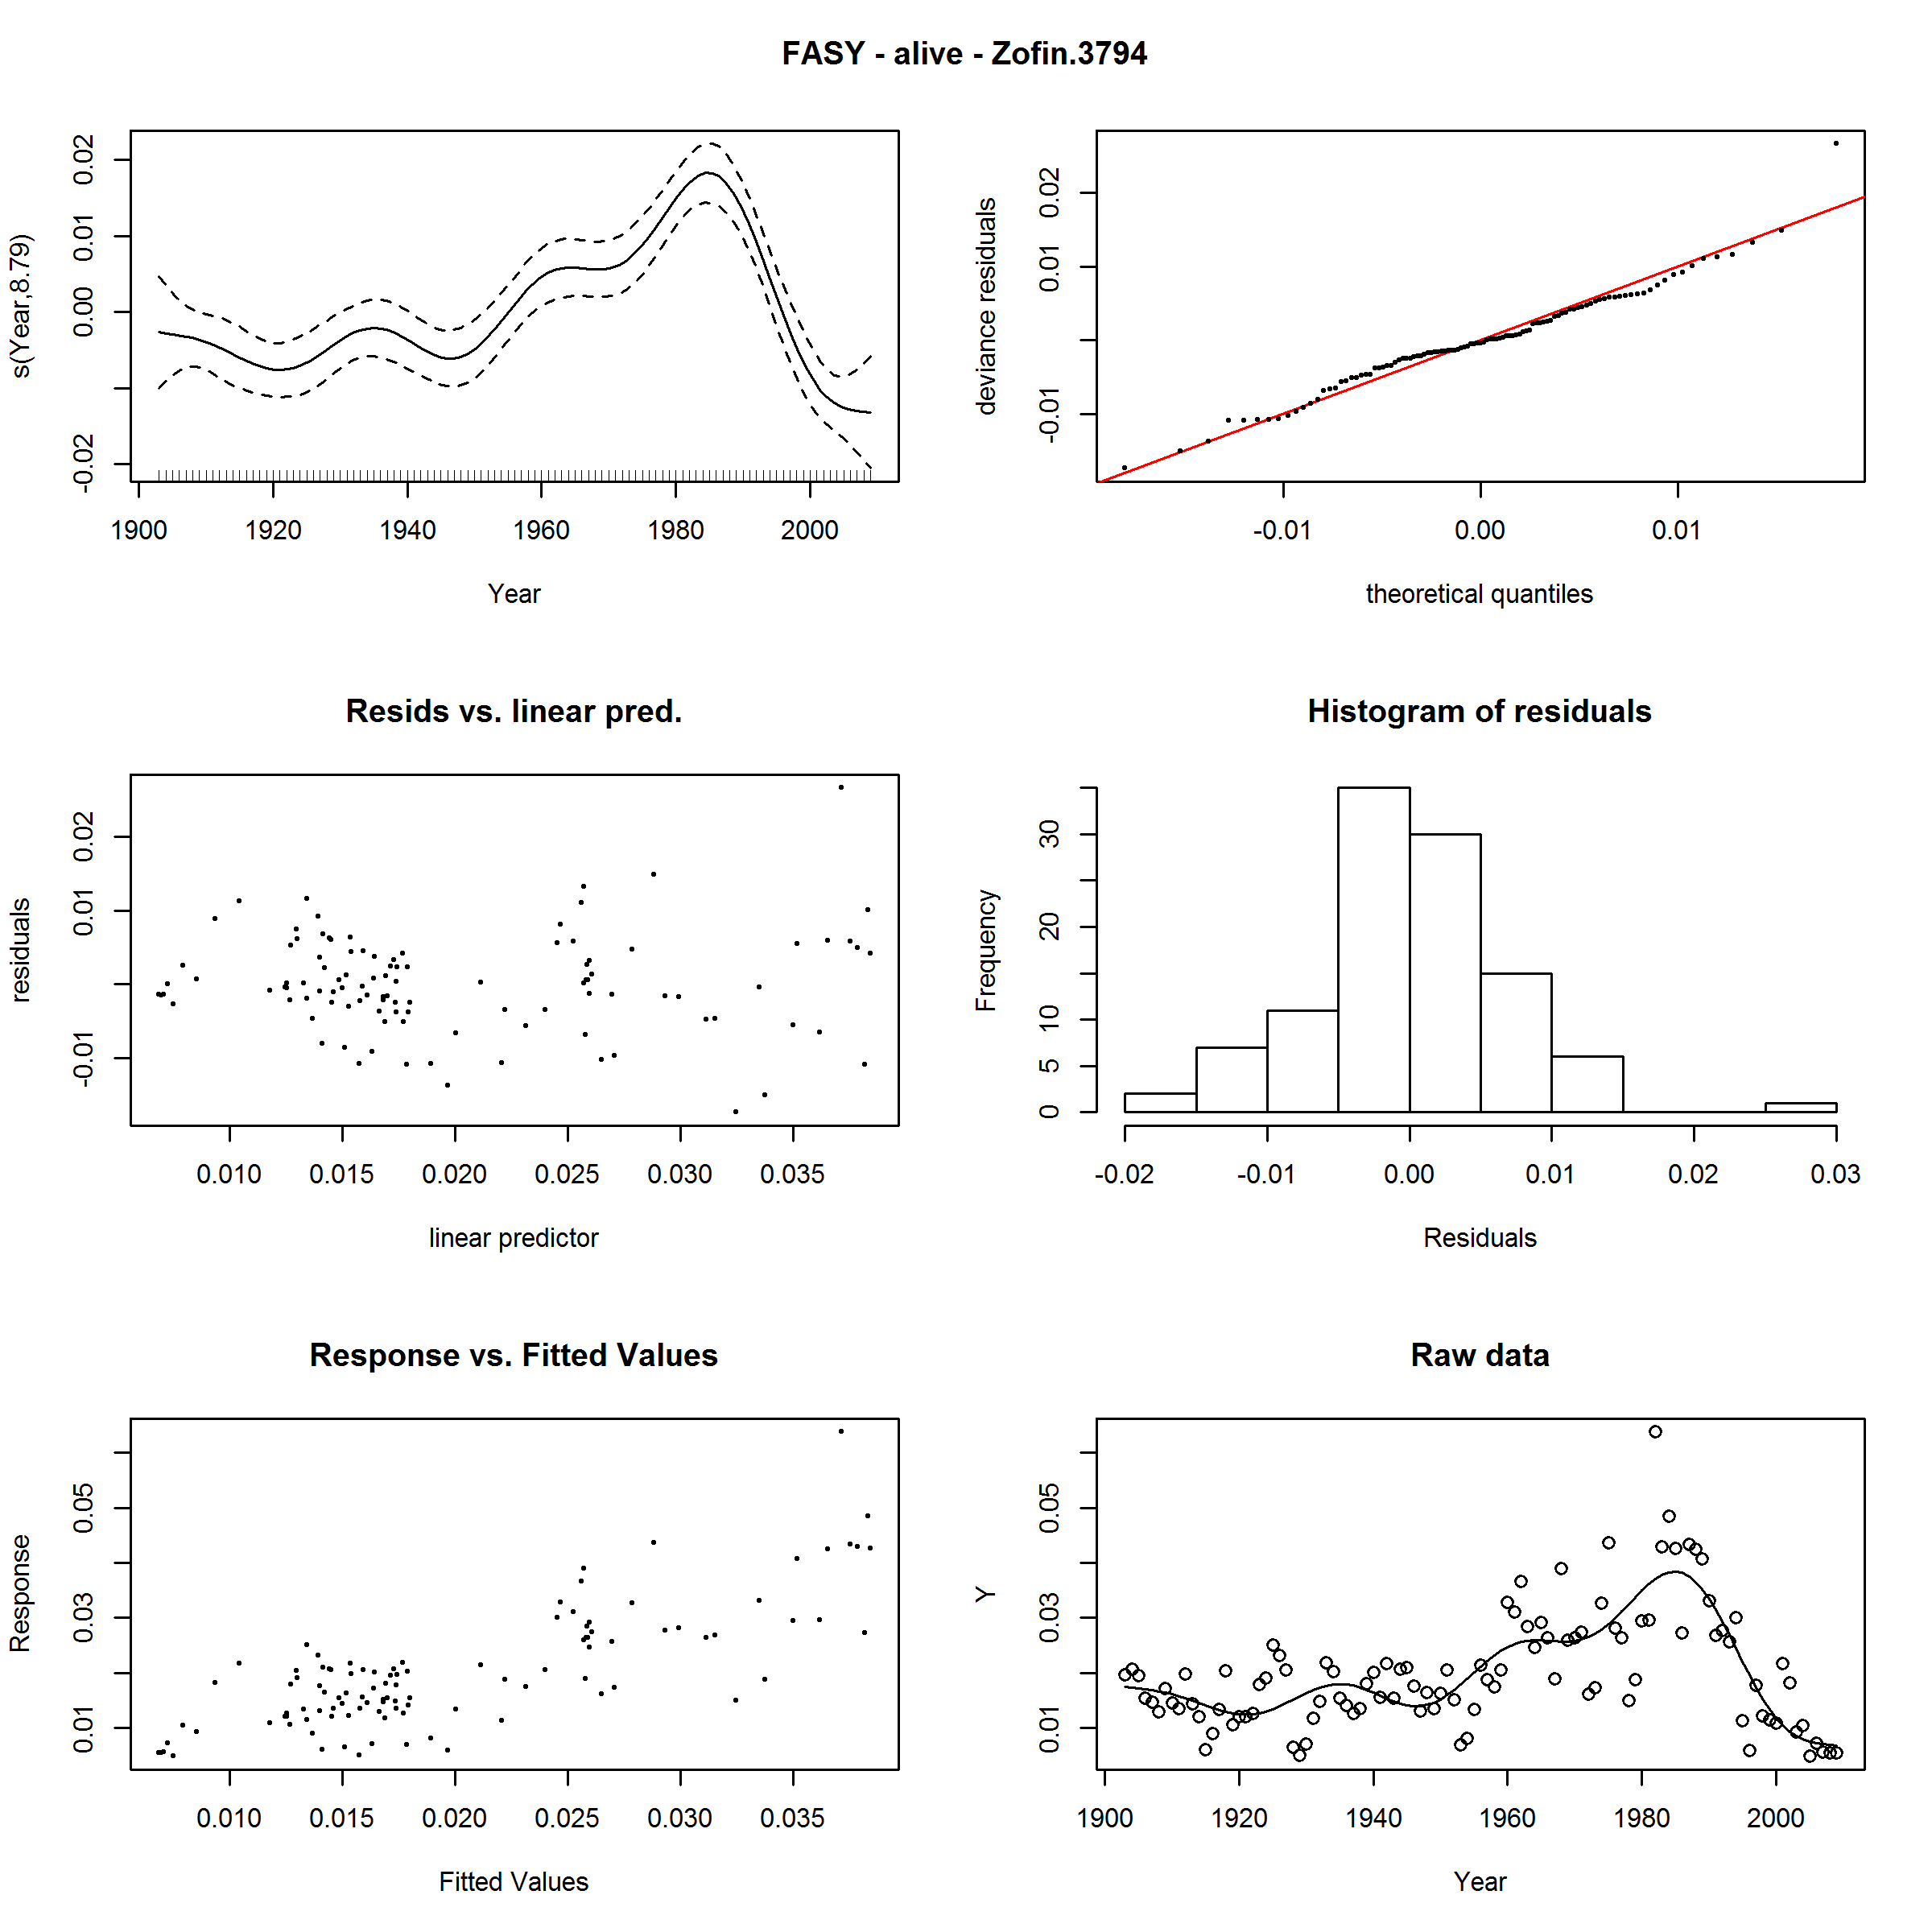 FASY - alive - Zofin.3794
s(Year,8.79)
-0.02 0.00 0.01 0.02
1900 1920 1940 1960 1980 2000
Year
deviance residuals
-0.01 0.01 0.02
-0.01 0.00 0.01
theoretical quantiles
Resids vs. linear pred.
residuals
-0.01 0.01 0.02
0.010 0.015 0.020 0.025 0.030 0.035
linear predictor
Histogram of residuals
Frequency
0 5 10 20 30
-0.02 -0.01 0.00 0.01 0.02 0.03
Residuals
Response vs. Fitted Values
Response
0.01 0.03 0.05
0.010 0.015 0.020 0.025 0.030 0.035
Fitted Values
Raw data
Y
0.01 0.03 0.05
1900 1920 1940 1960 1980 2000
Year